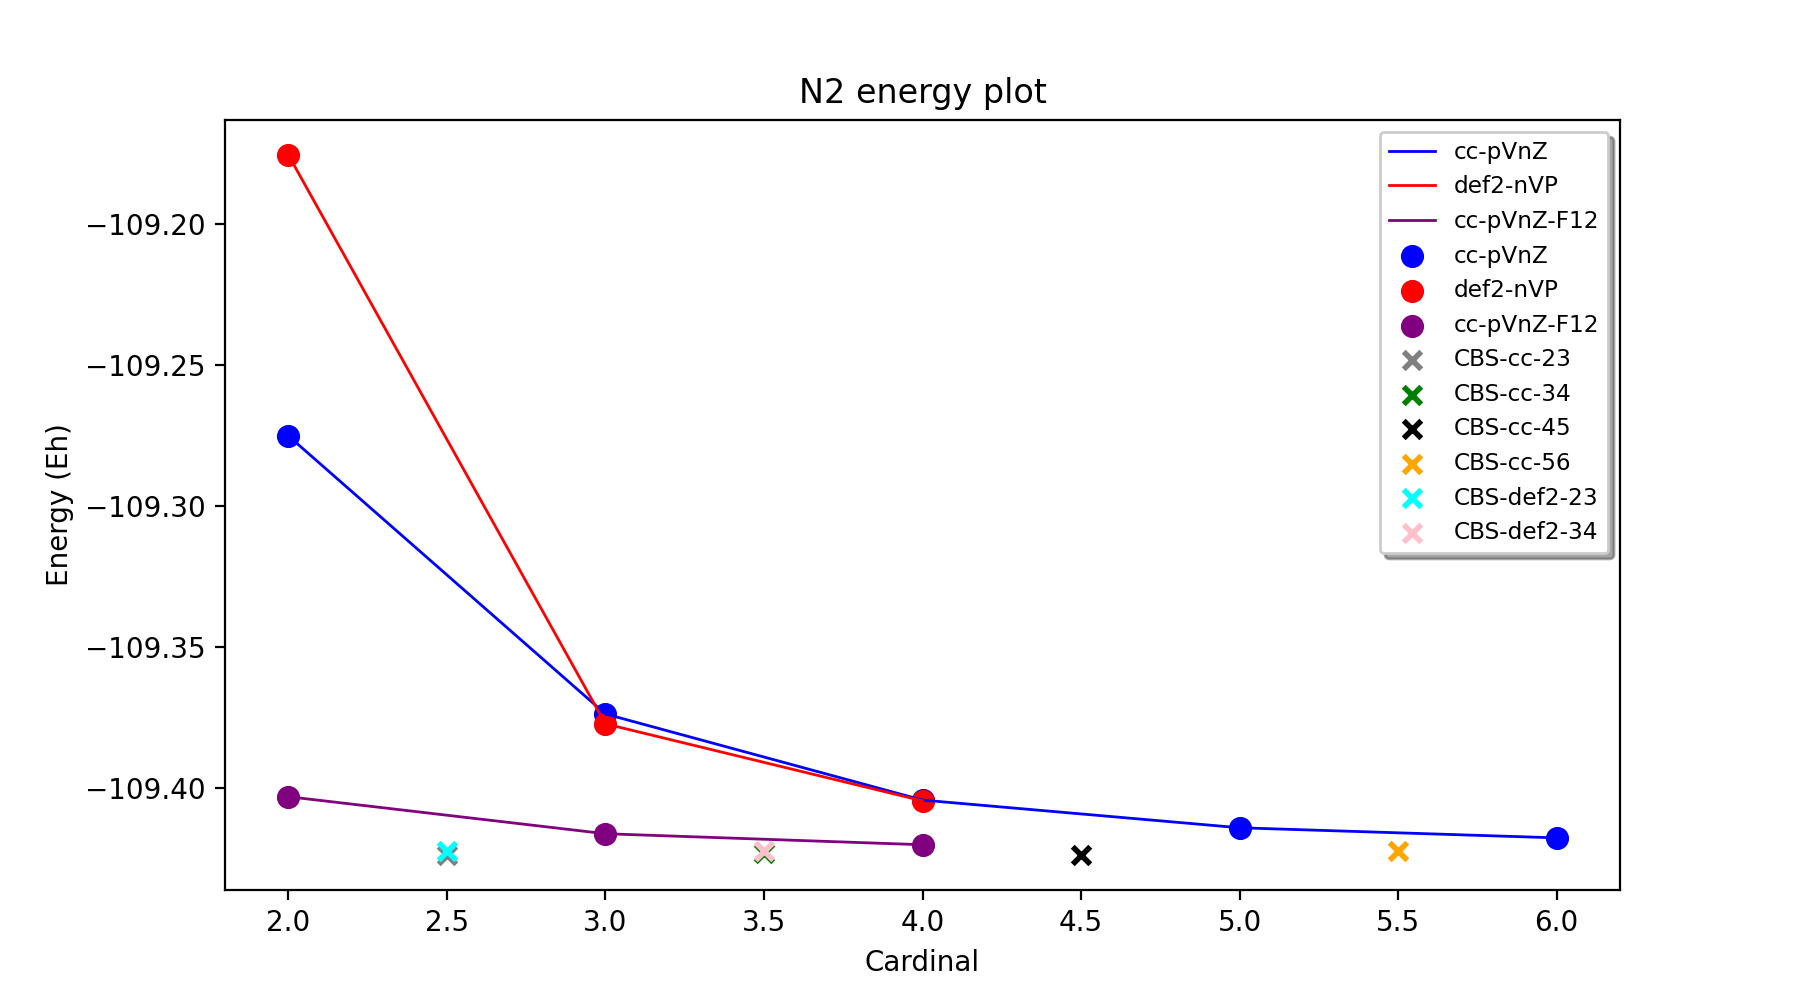 N2 energy plot
cc-pVnZ
def2-nVP
cc-pVnZ-F12
cc-pVnZ
def2-nVP
cc-pVnZ-F12
CBS-cc-23
CBS-cc-34
CBS-cc-45
CBS-cc-56
CBS-def2-23
CBS-def2-34
Energy (Eh)
−109.20
−109.25
−109.30
−109.35
−109.40
2.0 2.5 3.0 3.5 4.0 4.5 5.0 5.5 6.0
Cardinal